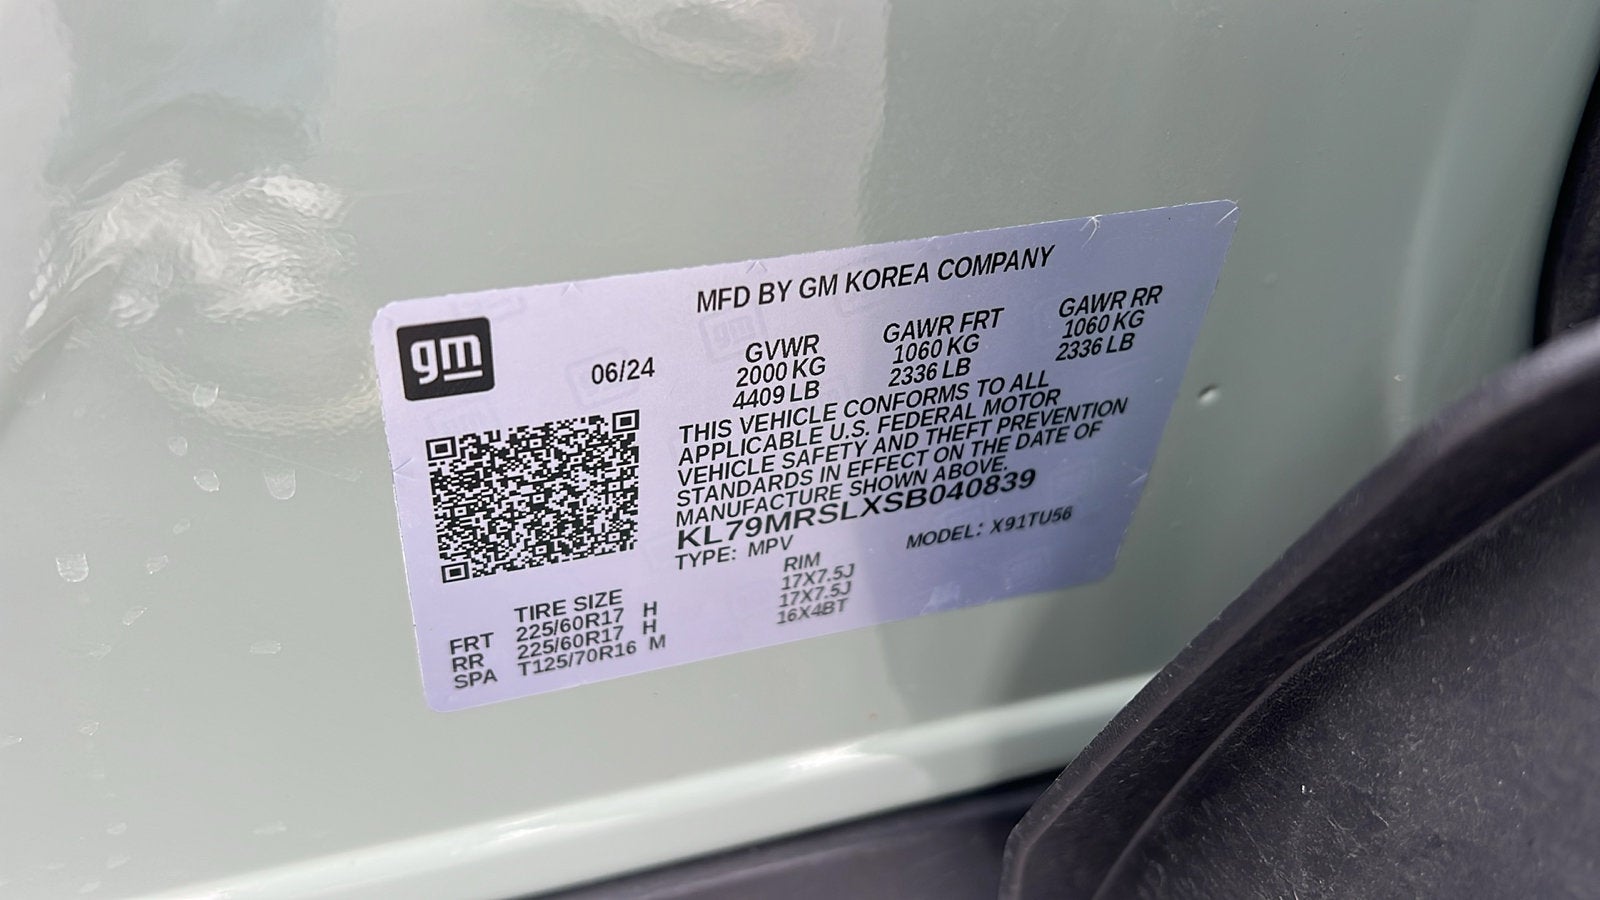 MFD BY GM KOREA COMPANY
gm
06/24
GVWR GAWR FRT GAWR RR
2000 KG 1060 KG 1060 KG
4409 LB 2336 LB 2336 LB
THIS VEHICLE CONFORMS TO ALL
APPLICABLE U.S. FEDERAL MOTOR
VEHICLE SAFETY AND THEFT PREVENTION
STANDARDS IN EFFECT ON THE DATE OF
MANUFACTURE SHOWN ABOVE.
KL79MRSLXSB040839
TYPE: MPV MODEL: X91TU56
TIRE SIZE RIM
FRT 225/60R17 H 17X7.5J
RR 225/60R17 H 17X7.5J
SPA T125/70R16 M 16X4BT